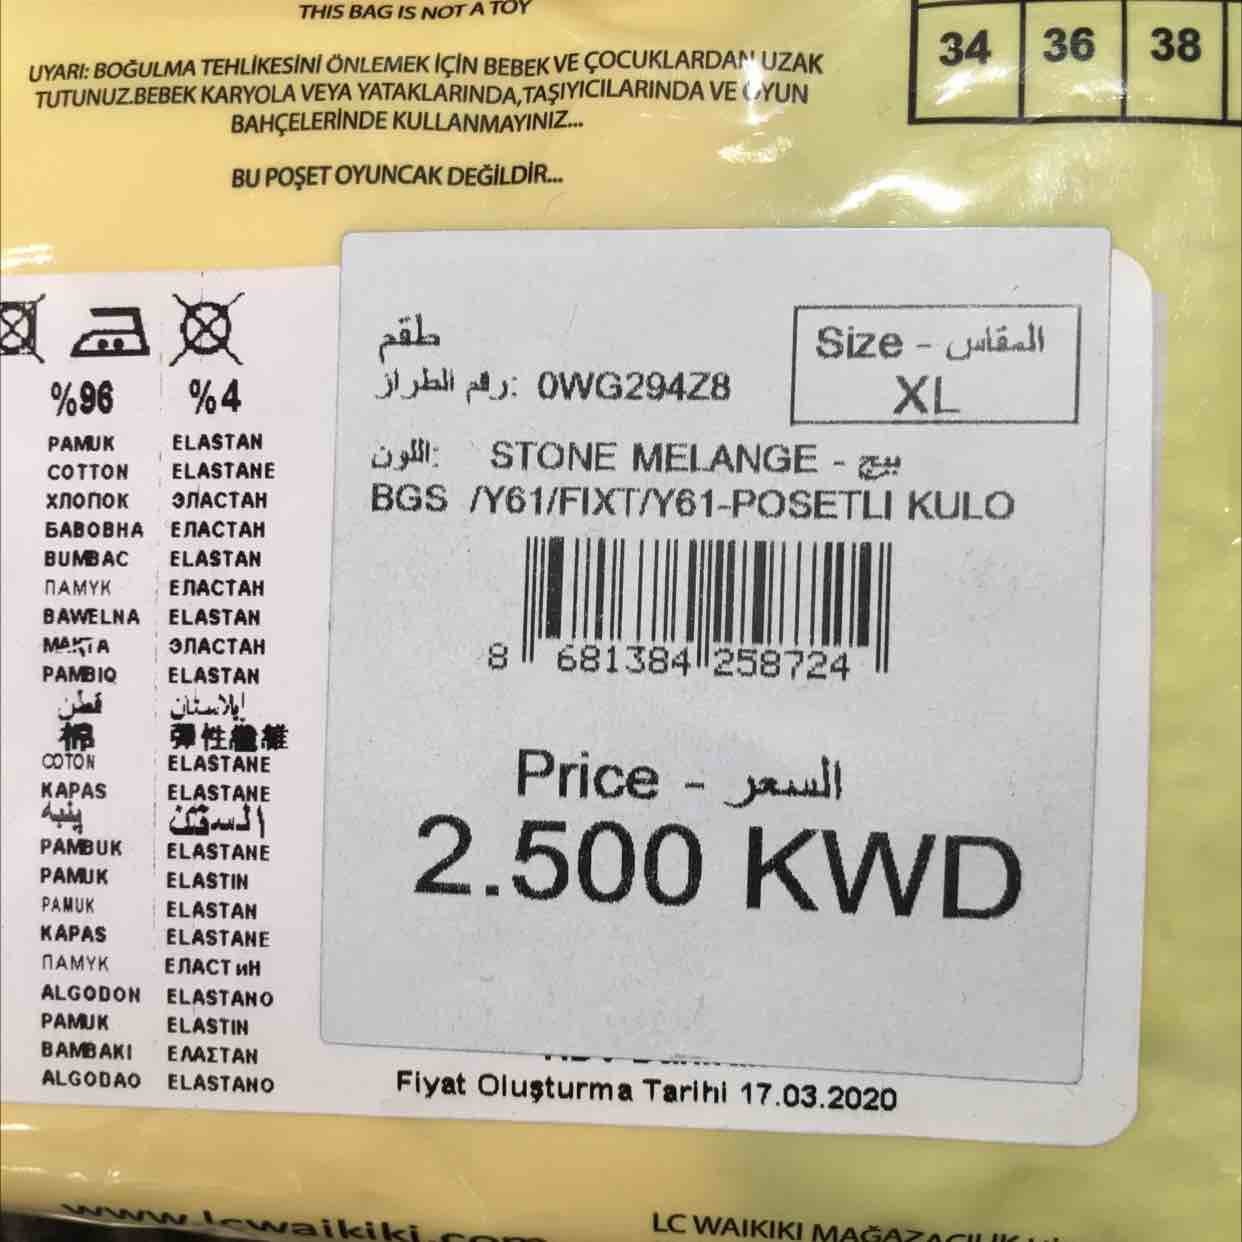 THIS BAG IS NOT A TOY
UYARI: BOĞULMA TEHLİKESİNİ ÖNLEMEK İÇİN BEBEK VE ÇOCUKLARDAN UZAK
TUTUNUZ.BEBEK KARYOLA VEYA YATAKLARINDA,TAŞIYICILARINDA VE OYUN
BAHÇELERİNDE KULLANMAYINIZ...
BU POŞET OYUNCAK DEĞİLDİR...
34 36 38
%96 %4
PAMUK ELASTAN
COTTON ELASTANE
ХЛОПОК ЭЛАСТАН
БАВОВНА ЕЛАСТАН
BUMBAC ELASTAN
ПАМУК ЕЛАСТАН
BAWELNA ELASTAN
МАКТА ЭЛАСТАН
PAMBIQ ELASTAN
قطن إيلاستان
棉 彈性纖維
COTON ELASTANE
KAPAS ELASTANE
پنبه
PAMBUK ELASTANE
PAMUK ELASTIN
PAMUK ELASTAN
KAPAS ELASTANE
ПАМУК ЕЛАСТиН
ALGODON ELASTANO
PAMUK ELASTIN
BAMBAKI ΕΛΑΣΤΑΝ
ALGODAO ELASTANO
طقم
رقم الطراز: 0WG294Z8
Size - المقاس
XL
اللون: STONE MELANGE - بيج
BGS /Y61/FIXT/Y61-POSETLI KULO
8 681384 258724
Price - السعر
2.500 KWD
Fiyat Oluşturma Tarihi 17.03.2020
www.lcwaikiki.com
LC WAIKIKI MAĞAZACILIK